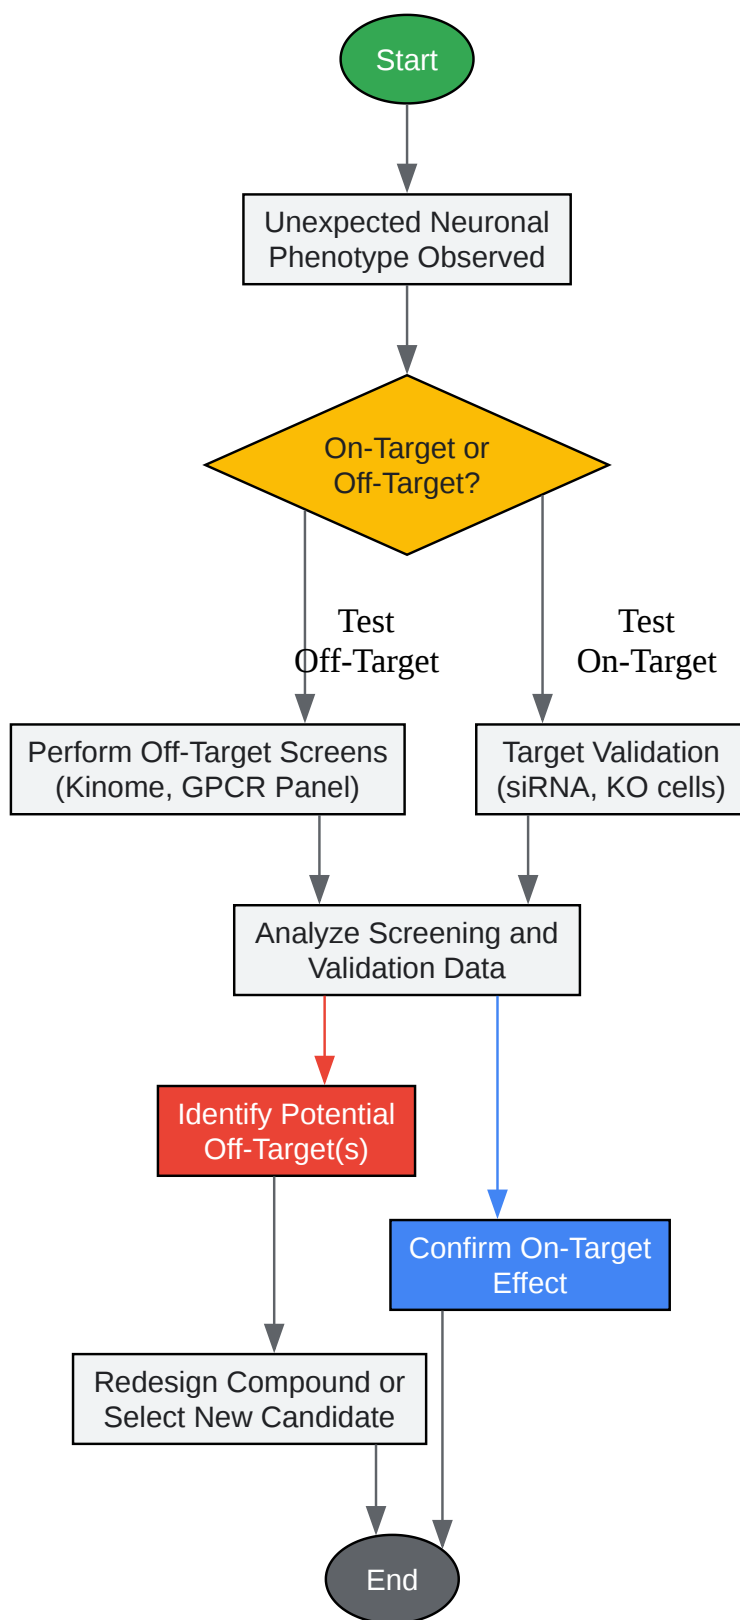 Start
Unexpected Neuronal
Phenotype Observed
On-Target or
Off-Target?
Test
Off-Target
Test
On-Target
Perform Off-Target Screens
(Kinome, GPCR Panel)
Target Validation
(siRNA, KO cells)
Analyze Screening and
Validation Data
Identify Potential
Off-Target(s)
Confirm On-Target
Effect
Redesign Compound or
Select New Candidate
End